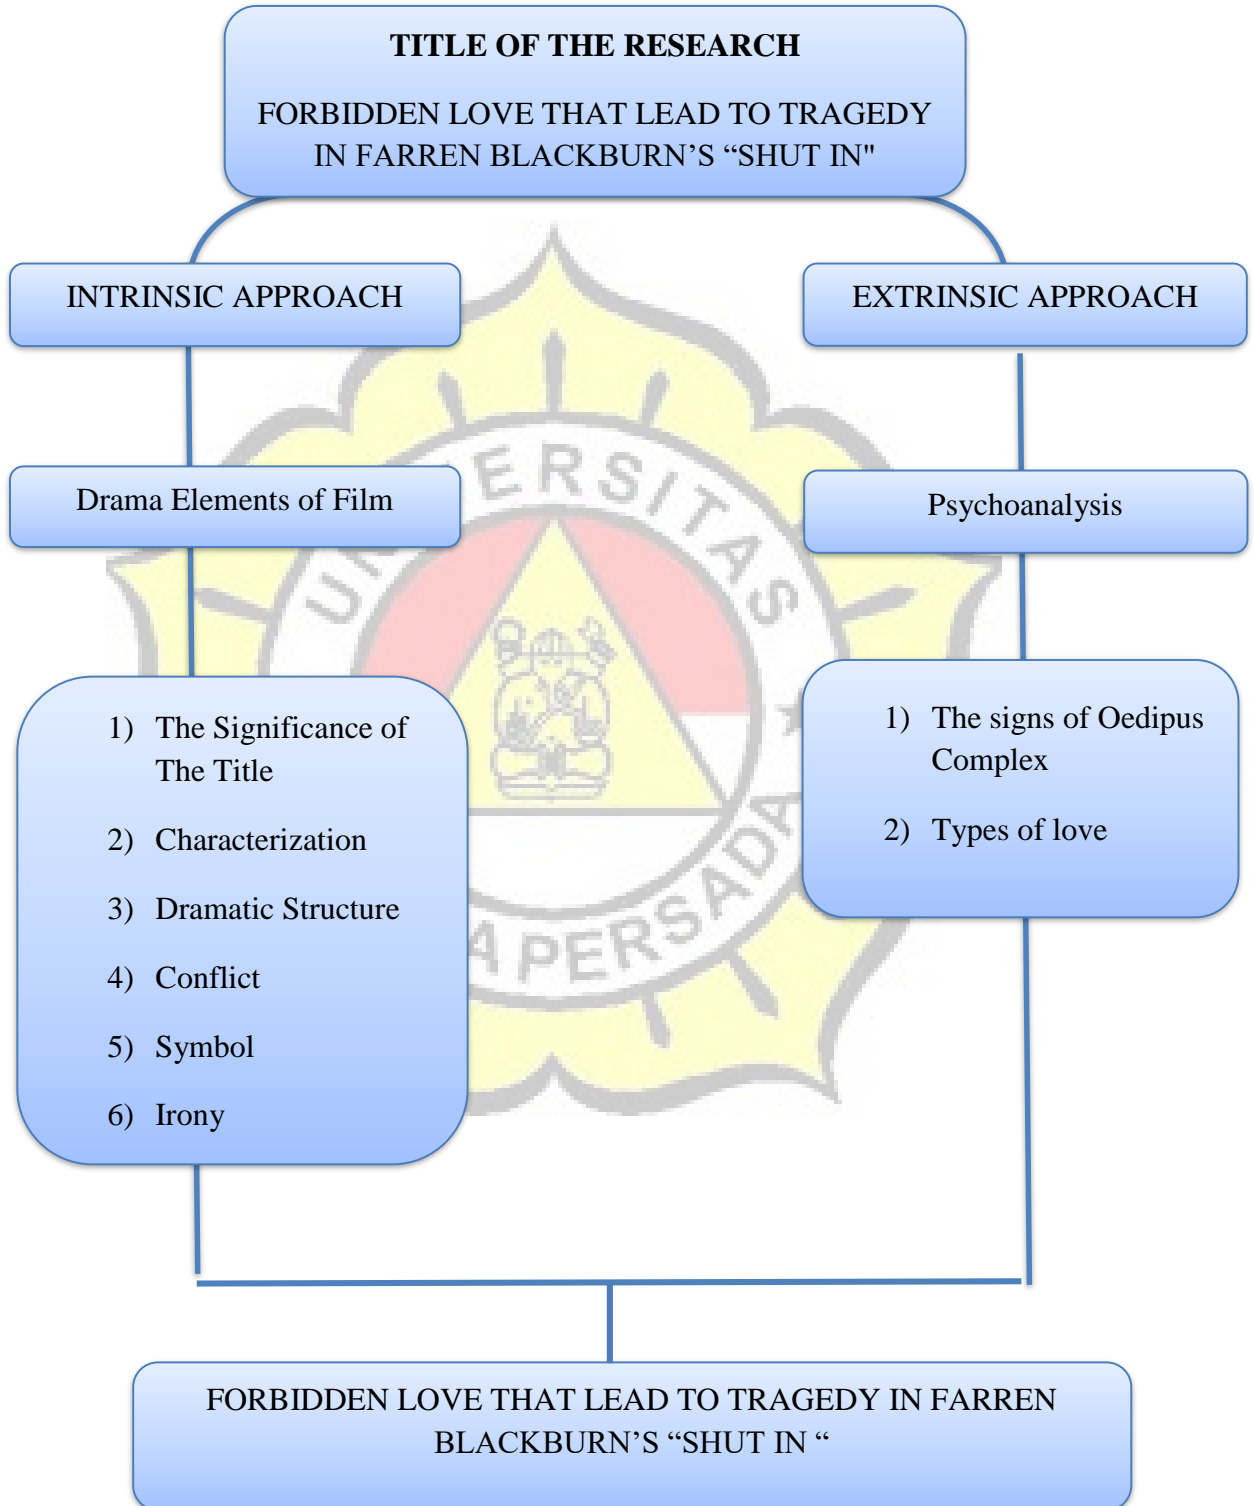 TITLE OF THE RESEARCH
FORBIDDEN LOVE THAT LEAD TO TRAGEDY
IN FARREN BLACKBURN’S “SHUT IN"
INTRINSIC APPROACH
EXTRINSIC APPROACH
Drama Elements of Film
Psychoanalysis
1) The Significance of
The Title
2) Characterization
3) Dramatic Structure
4) Conflict
5) Symbol
6) Irony
1) The signs of Oedipus
Complex
2) Types of love
UNIVERSITAS
A PERSADA
FORBIDDEN LOVE THAT LEAD TO TRAGEDY IN FARREN
BLACKBURN’S “SHUT IN “